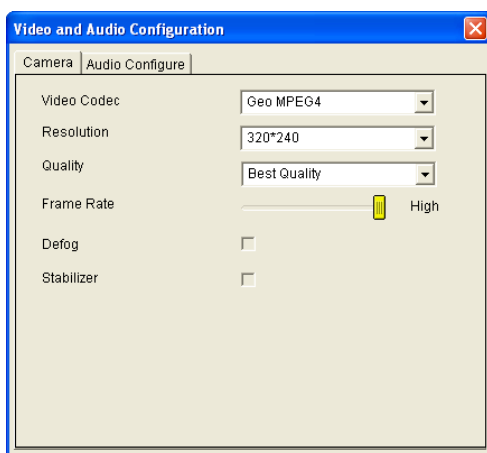 Video and Audio Configuration
Camera Audio Configure
Video Codec Geo MPEG4
Resolution 320*240
Quality Best Quality
Frame Rate High
Defog
Stabilizer